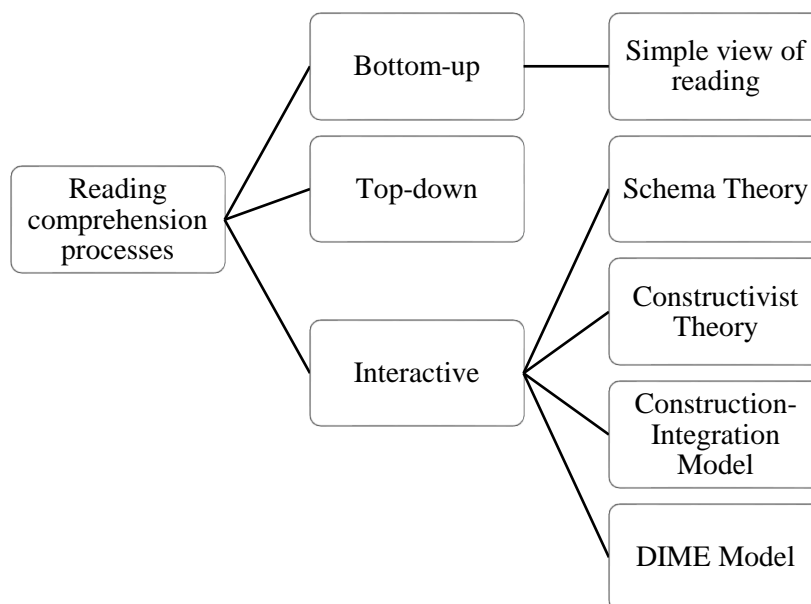 Reading
comprehension
processes
Bottom-up
Simple view of
reading
Top-down
Interactive
Schema Theory
Constructivist
Theory
Construction-
Integration
Model
DIME Model